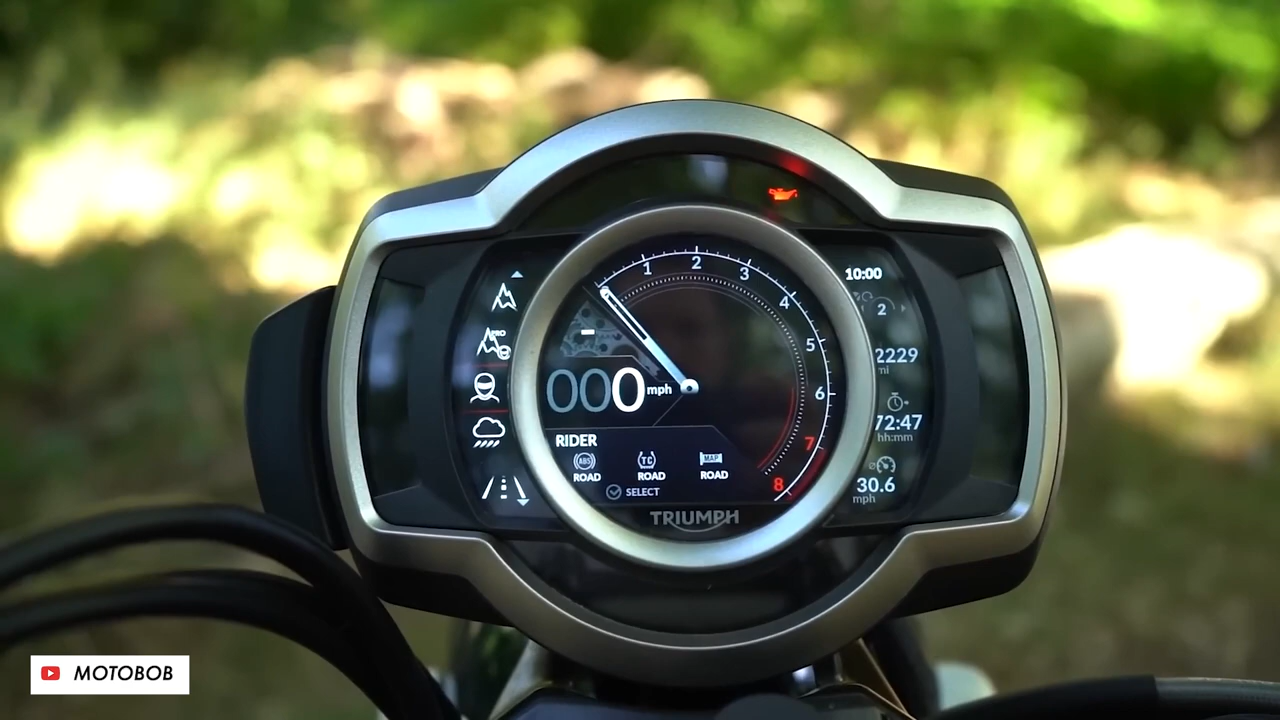 10:00
2
2229
mi
72:47
hh:mm
30.6
mph
PRO
1 2 3 4 5 6 7 8
-
000 mph
RIDER
ABS TC MAP
ROAD ROAD ROAD
SELECT
TRIUMPH
MOTOBOB